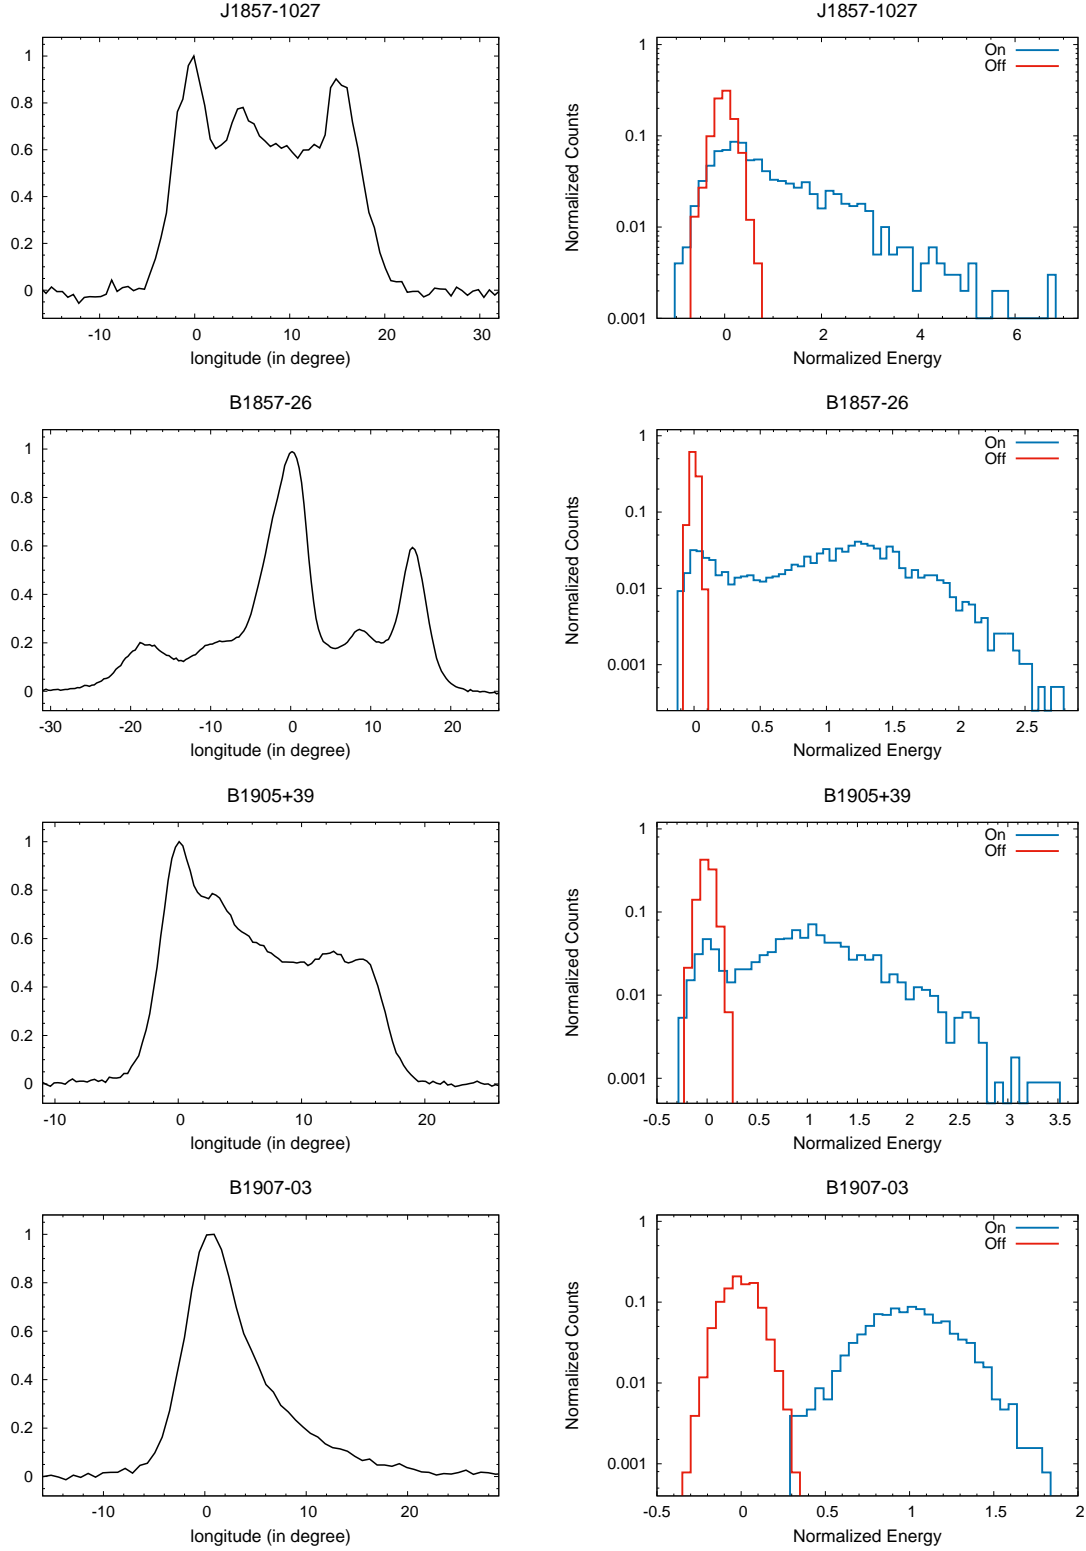 J1857-1027
1
0.8
0.6
0.4
0.2
0
-10 0 10 20 30
longitude (in degree)
J1857-1027
Normalized Counts
1
0.1
0.01
0.001
On
Off
0 2 4 6
Normalized Energy
B1857-26
1
0.8
0.6
0.4
0.2
0
-30 -20 -10 0 10 20
longitude (in degree)
B1857-26
Normalized Counts
1
0.1
0.01
0.001
On
Off
0 0.5 1 1.5 2 2.5
Normalized Energy
B1905+39
1
0.8
0.6
0.4
0.2
0
-10 0 10 20
longitude (in degree)
B1905+39
Normalized Counts
1
0.1
0.01
0.001
On
Off
-0.5 0 0.5 1 1.5 2 2.5 3 3.5
Normalized Energy
B1907-03
1
0.8
0.6
0.4
0.2
0
-10 0 10 20
longitude (in degree)
B1907-03
Normalized Counts
1
0.1
0.01
0.001
On
Off
-0.5 0 0.5 1 1.5 2
Normalized Energy